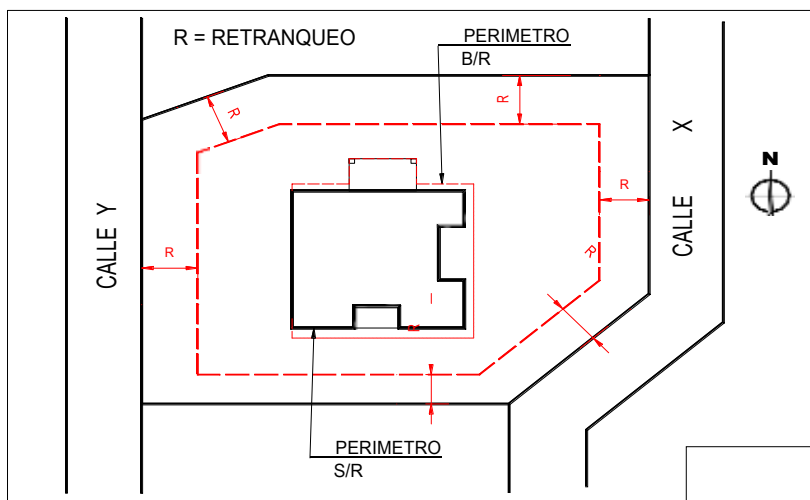 R = RETRANQUEO
PERIMETRO
B/R
R
R
X
N
R
CALLE
CALLE Y
R
R
PERIMETRO
S/R